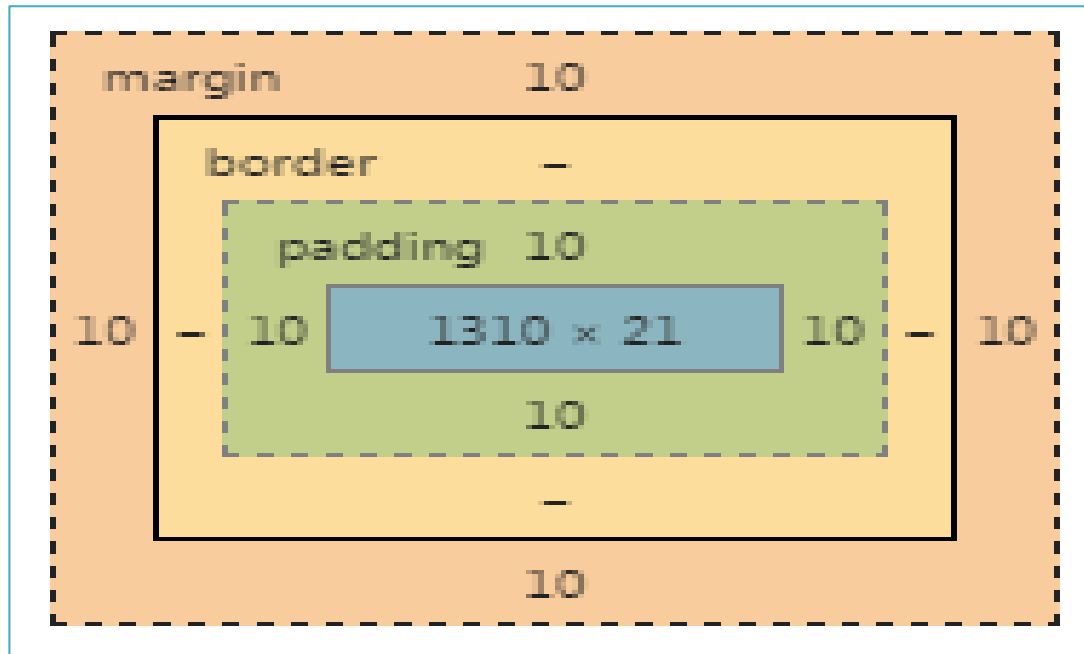 margin 10
border –
padding 10
10 – 10 1310 × 21 10 – 10
10
–
10